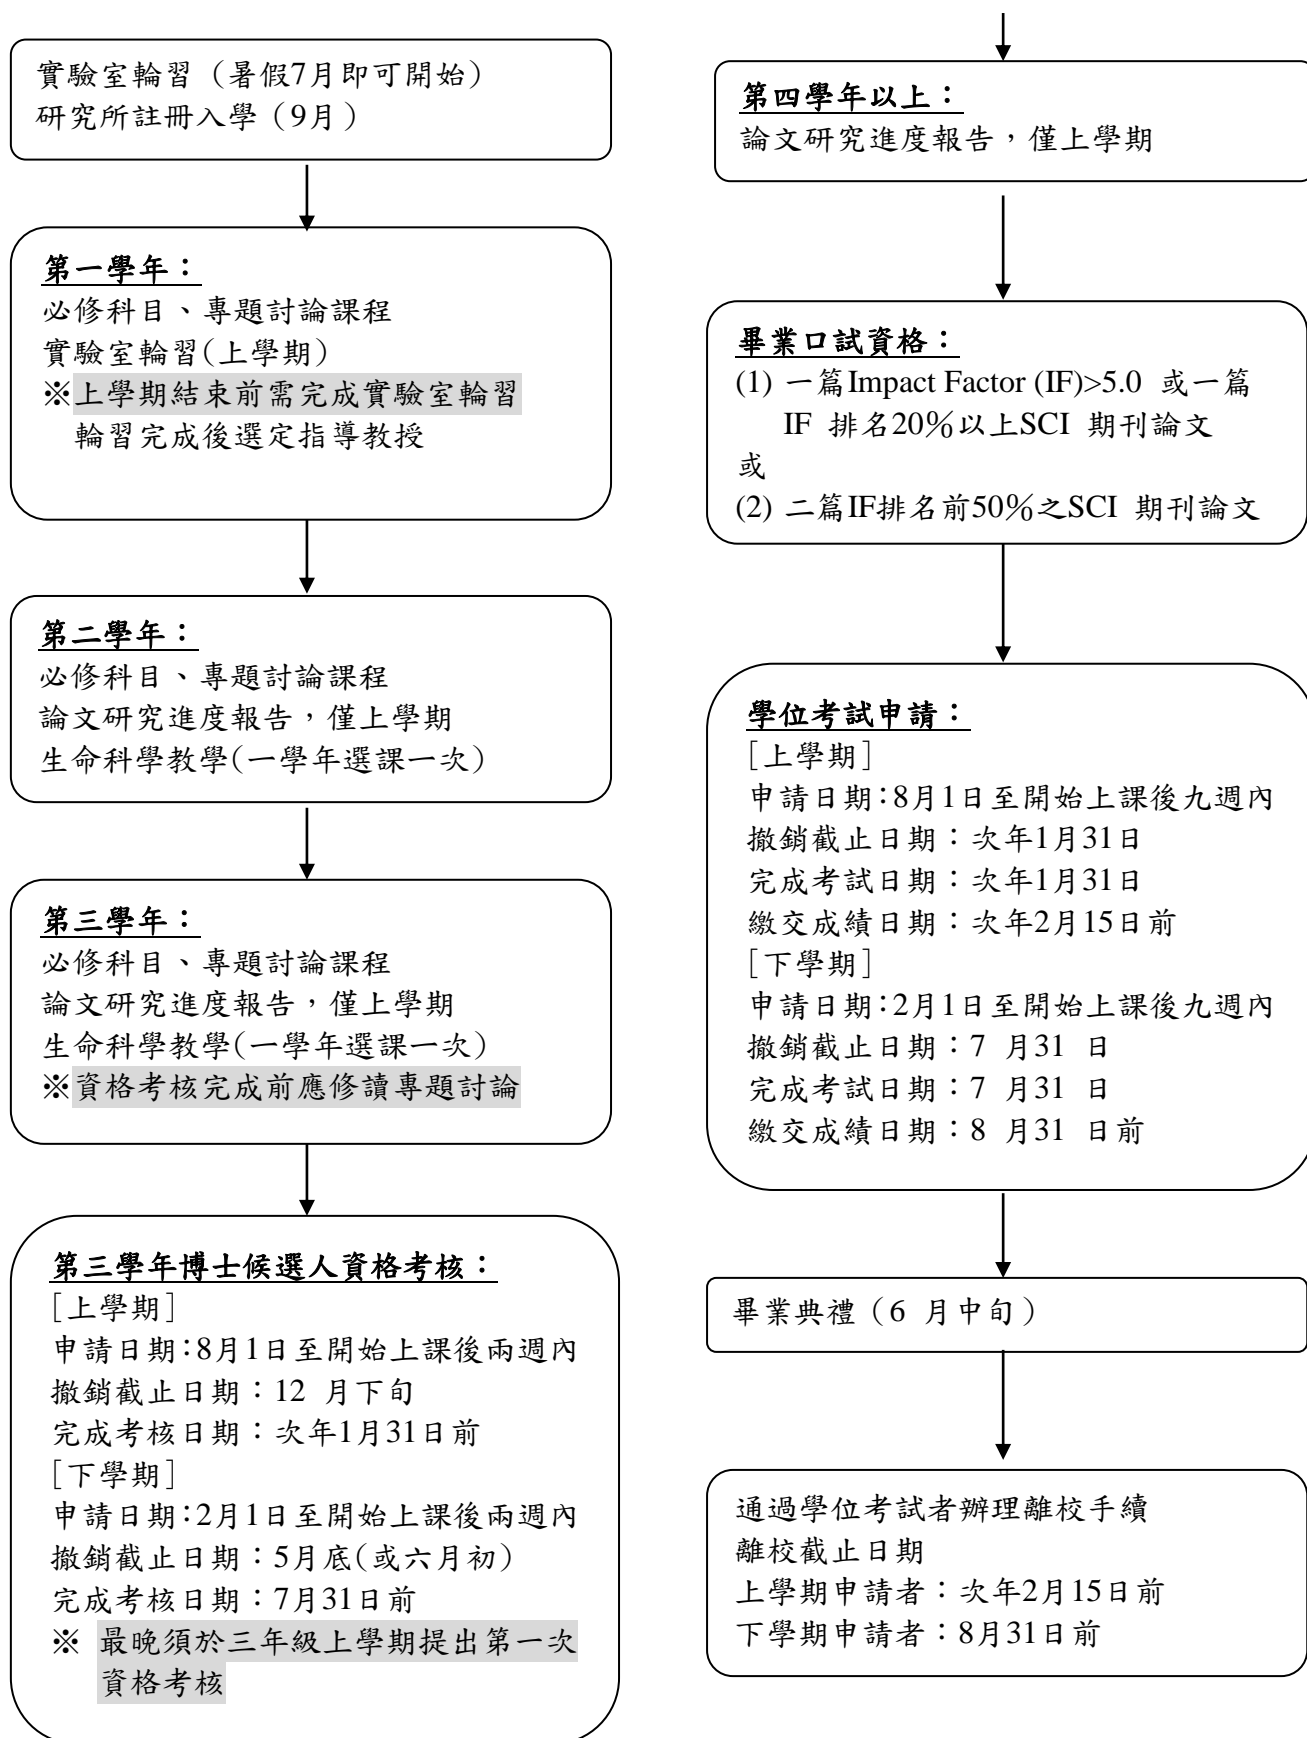 實驗室輪習（暑假7月即可開始）
研究所註冊入學（9月）
第一學年：
必修科目、專題討論課程
實驗室輪習(上學期)
※上學期結束前需完成實驗室輪習
輪習完成後選定指導教授
第二學年：
必修科目、專題討論課程
論文研究進度報告，僅上學期
生命科學教學(一學年選課一次)
第三學年：
必修科目、專題討論課程
論文研究進度報告，僅上學期
生命科學教學(一學年選課一次)
※資格考核完成前應修讀專題討論
第三學年博士候選人資格考核：
[上學期]
申請日期：8月1日至開始上課後兩週內
撤銷截止日期：12 月下旬
完成考核日期：次年1月31日前
[下學期]
申請日期：2月1日至開始上課後兩週內
撤銷截止日期：5月底(或六月初)
完成考核日期：7月31日前
※ 最晚須於三年級上學期提出第一次
資格考核
第四學年以上：
論文研究進度報告，僅上學期
畢業口試資格：
(1) 一篇Impact Factor (IF)>5.0 或一篇
IF 排名20%以上SCI 期刊論文
或
(2) 二篇IF排名前50%之SCI 期刊論文
學位考試申請：
[上學期]
申請日期：8月1日至開始上課後九週內
撤銷截止日期：次年1月31日
完成考試日期：次年1月31日
繳交成績日期：次年2月15日前
[下學期]
申請日期：2月1日至開始上課後九週內
撤銷截止日期：7 月31 日
完成考試日期：7 月31 日
繳交成績日期：8 月31 日前
畢業典禮（6 月中旬）
通過學位考試者辦理離校手續
離校截止日期
上學期申請者：次年2月15日前
下學期申請者：8月31日前